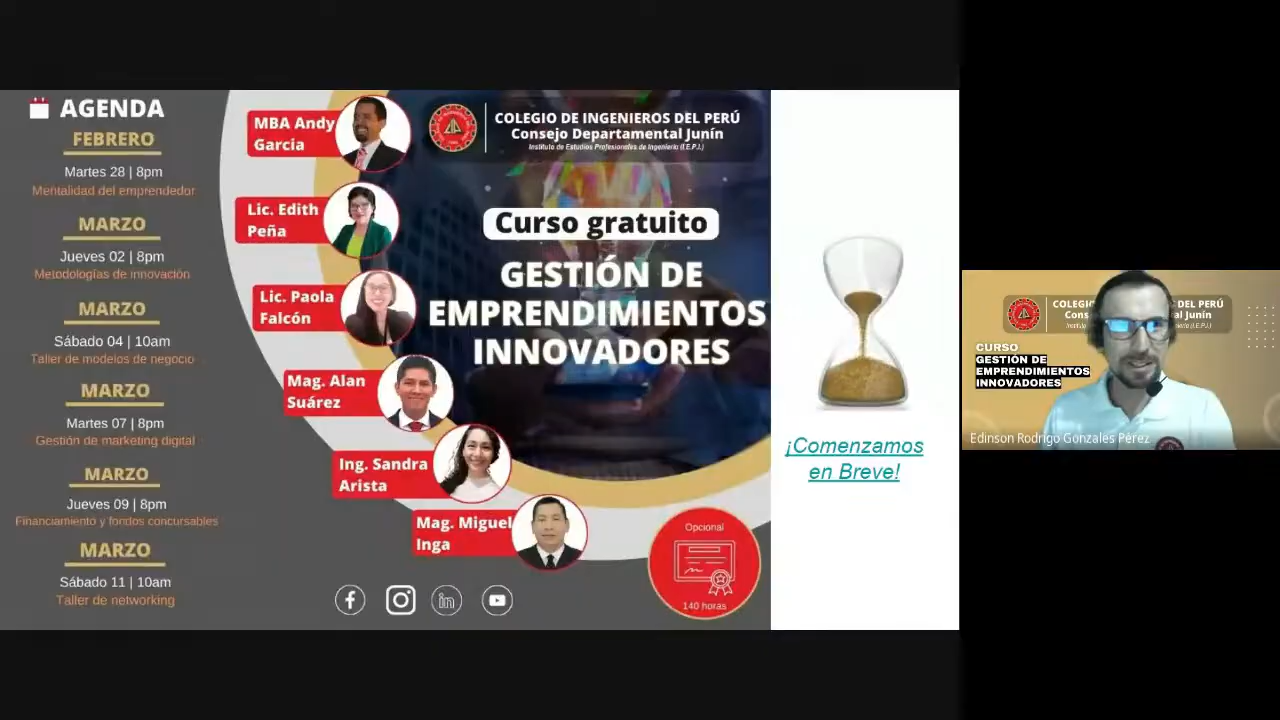 AGENDA
FEBRERO
Martes 28 | 8pm
Mentalidad del emprendedor
MARZO
Jueves 02 | 8pm
Metodologías de innovación
MARZO
Sábado 04 | 10am
Taller de modelos de negocio
MARZO
Martes 07 | 8pm
Gestión de marketing digital
MARZO
Jueves 09 | 8pm
Financiamiento y fondos concursables
MARZO
Sábado 11 | 10am
Taller de networking
MBA Andy
Garcia
Lic. Edith
Peña
Lic. Paola
Falcón
Mag. Alan
Suárez
Ing. Sandra
Arista
Mag. Miguel
Inga
COLEGIO DE INGENIEROS DEL PERÚ
Consejo Departamental Junín
Instituto de Estudios Profesionales de Ingeniería (I.E.P.I.)
Curso gratuito
GESTIÓN DE
EMPRENDIMIENTOS
INNOVADORES
Opcional
140 horas
¡Comenzamos
en Breve!
DEL PERÚ
Junín
CURSO
GESTIÓN DE
EMPRENDIMIENTOS
INNOVADORES
Edinson Rodrigo Gonzales Pérez